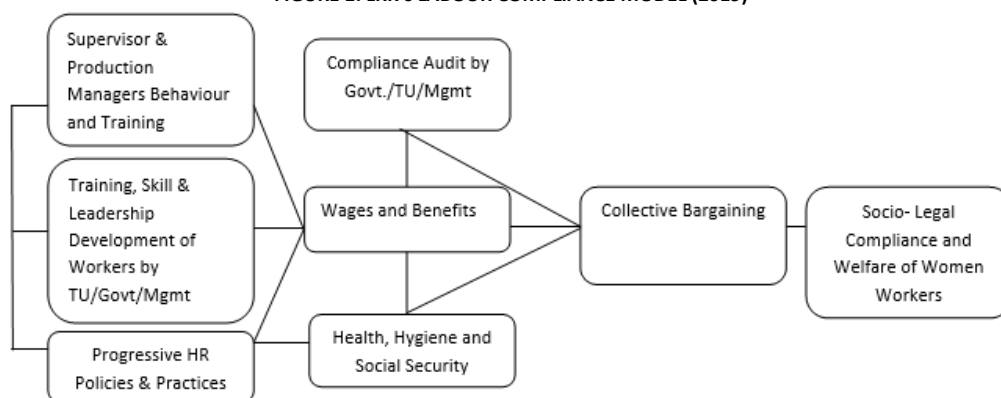 Supervisor &
Production
Managers Behaviour
and Training
Training, Skill &
Leadership
Development of
Workers by
TU/Govt/Mgmt
Progressive HR
Policies & Practices
Compliance Audit by
Govt./TU/Mgmt
Wages and Benefits
Health, Hygiene and
Social Security
Collective Bargaining
Socio- Legal
Compliance and
Welfare of Women
Workers